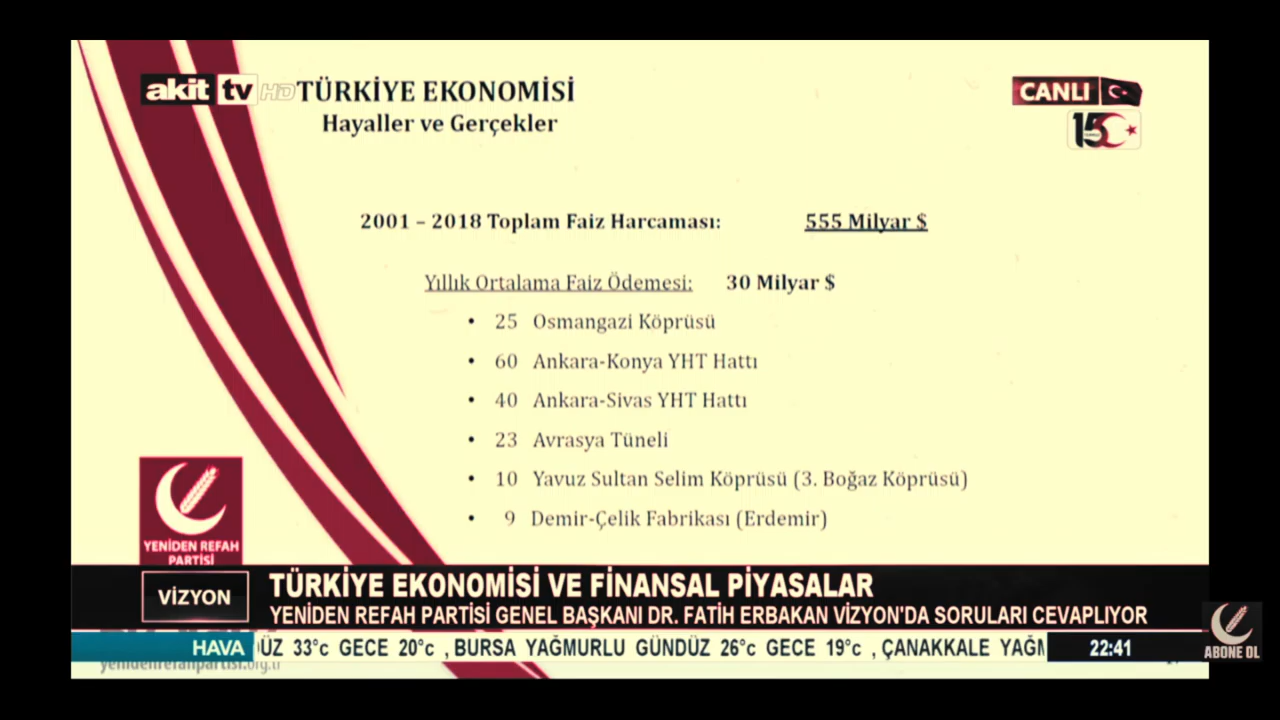 akit tv HD
TÜRKİYE EKONOMİSİ
Hayaller ve Gerçekler
CANLI
15
2001 – 2018 Toplam Faiz Harcaması: 555 Milyar $
Yıllık Ortalama Faiz Ödemesi: 30 Milyar $
• 25 Osmangazi Köprüsü
• 60 Ankara-Konya YHT Hattı
• 40 Ankara-Sivas YHT Hattı
• 23 Avrasya Tüneli
• 10 Yavuz Sultan Selim Köprüsü (3. Boğaz Köprüsü)
• 9 Demir-Çelik Fabrikası (Erdemir)
YENİDEN REFAH
PARTİSİ
VİZYON
TÜRKİYE EKONOMİSİ VE FİNANSAL PİYASALAR
YENİDEN REFAH PARTİSİ GENEL BAŞKANI DR. FATİH ERBAKAN VİZYON'DA SORULARI CEVAPLIYOR
HAVA ÜZ 33°c GECE 20°c , BURSA YAĞMURLU GÜNDÜZ 26°c GECE 19°c , ÇANAKKALE YAĞM 22:41
ABONE OL
yenidenrefahpartisi.org.tr